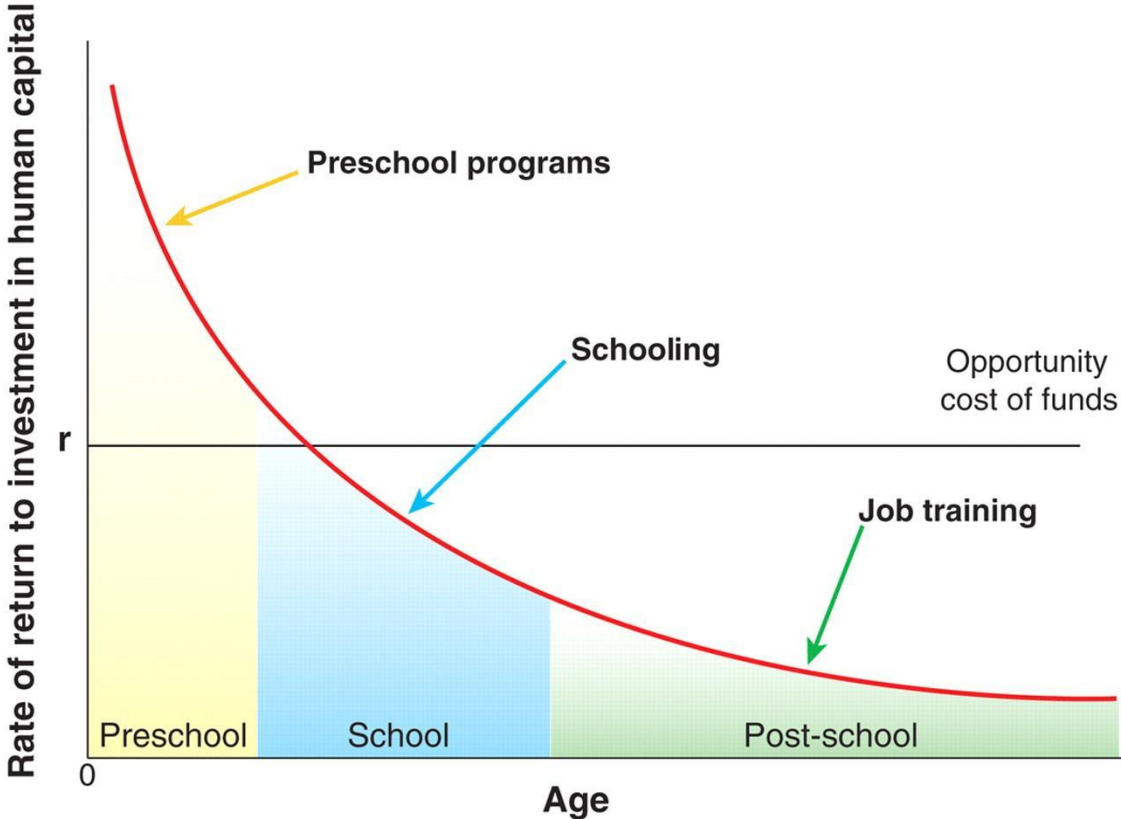 Rate of return to investment in human capital
Preschool programs
Schooling
Opportunity
cost of funds
r
Job training
Preschool
School
Post-school
0
Age